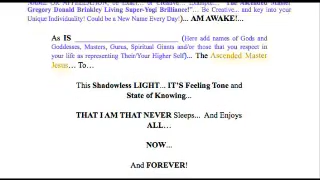 Gregory Donald Brinkley Living Super-Yogi Brilliance!"... Be Creative... and key into your
Unique Individuality! Could be a New Name Every Day')... AM AWAKE!...
As IS ______________________________ (Here add names of Gods and
Goddesses, Masters, Gurus, Spiritual Giants and/or those that you respect in
your life as representing Their/Your Higher Self)... The Ascended Master
Jesus... To…
This Shadowless LIGHT... IT'S Feeling Tone and
State of Knowing...
THAT I AM THAT NEVER Sleeps... And Enjoys
ALL…
NOW...
And FOREVER!